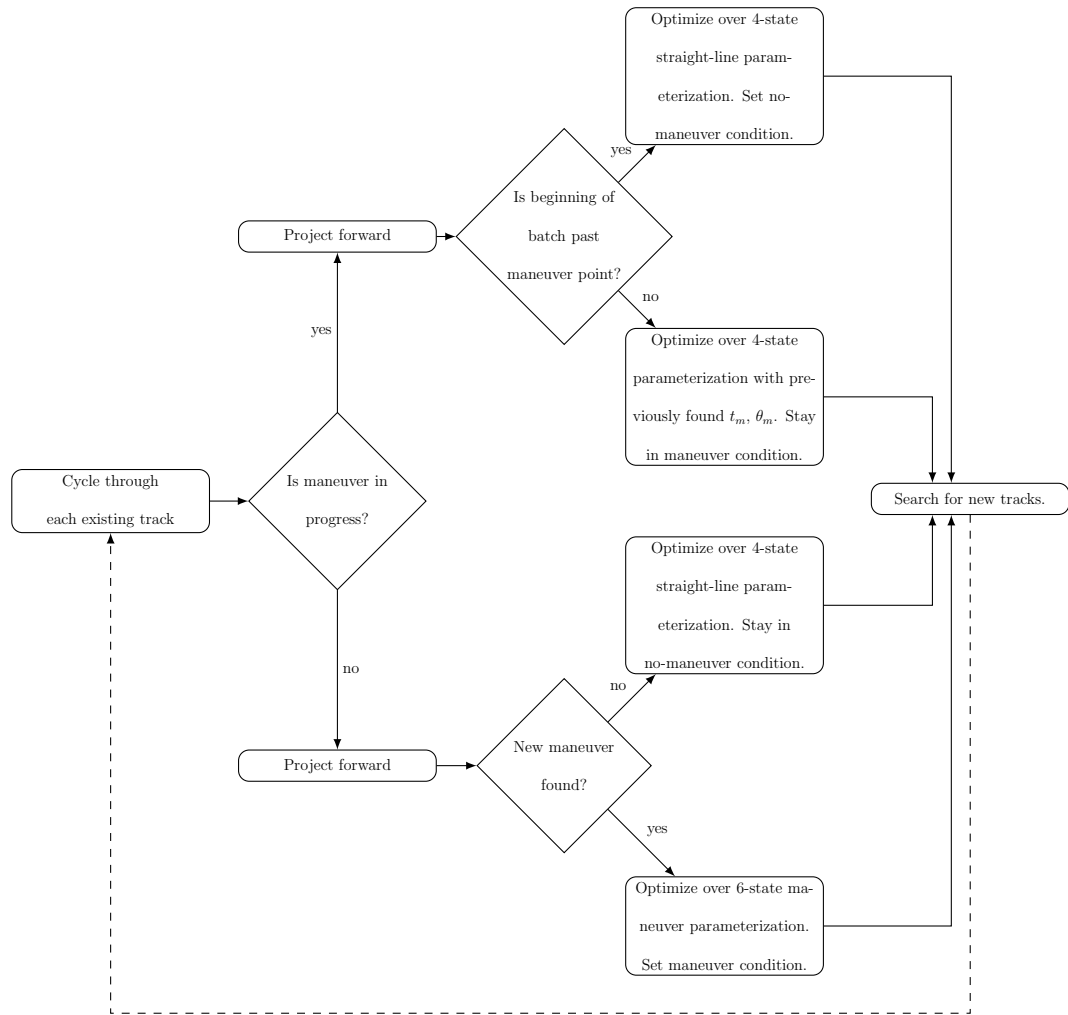 Optimize over 4-state
straight-line param-
eterization. Set no-
maneuver condition.
yes
Is beginning of
batch past
maneuver point?
Project forward
no
yes
Optimize over 4-state
parameterization with pre-
viously found tₘ, θₘ. Stay
in maneuver condition.
Cycle through
each existing track
Is maneuver in
progress?
Search for new tracks.
Optimize over 4-state
straight-line param-
eterization. Stay in
no-maneuver condition.
no
no
New maneuver
found?
Project forward
yes
Optimize over 6-state ma-
neuver parameterization.
Set maneuver condition.